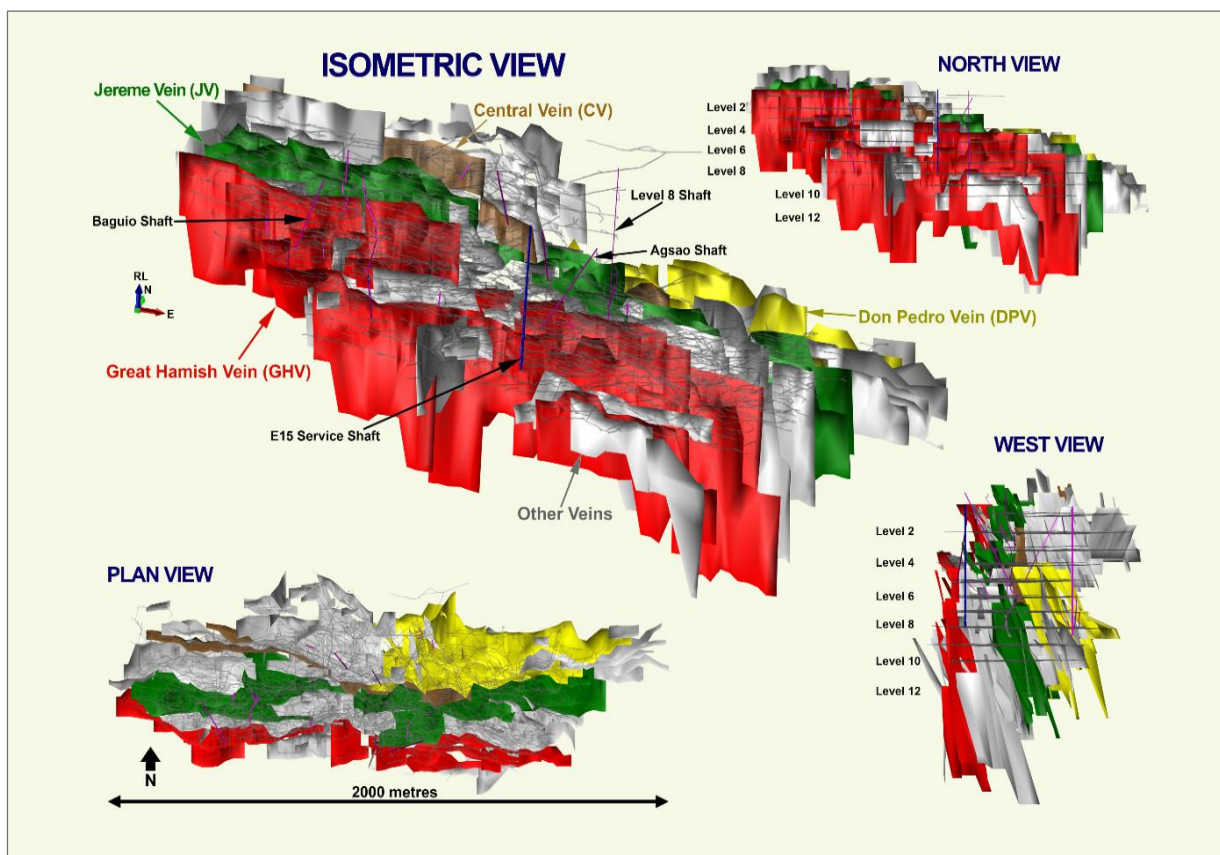 ISOMETRIC VIEW
Jereme Vein (JV)
Central Vein (CV)
Level 8 Shaft
Baguio Shaft
Agsao Shaft
RL
N
E
Don Pedro Vein (DPV)
Great Hamish Vein (GHV)
E15 Service Shaft
Other Veins
NORTH VIEW
Level 2
Level 4
Level 6
Level 8
Level 10
Level 12
PLAN VIEW
N
2000 metres
WEST VIEW
Level 2
Level 4
Level 6
Level 8
Level 10
Level 12